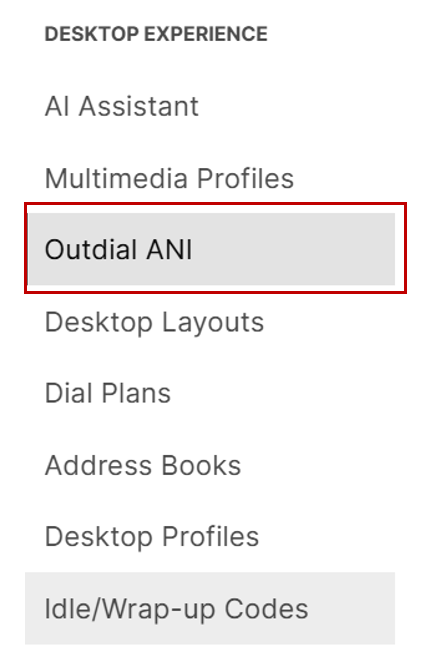 DESKTOP EXPERIENCE
AI Assistant
Multimedia Profiles
Outdial ANI
Desktop Layouts
Dial Plans
Address Books
Desktop Profiles
Idle/Wrap-up Codes